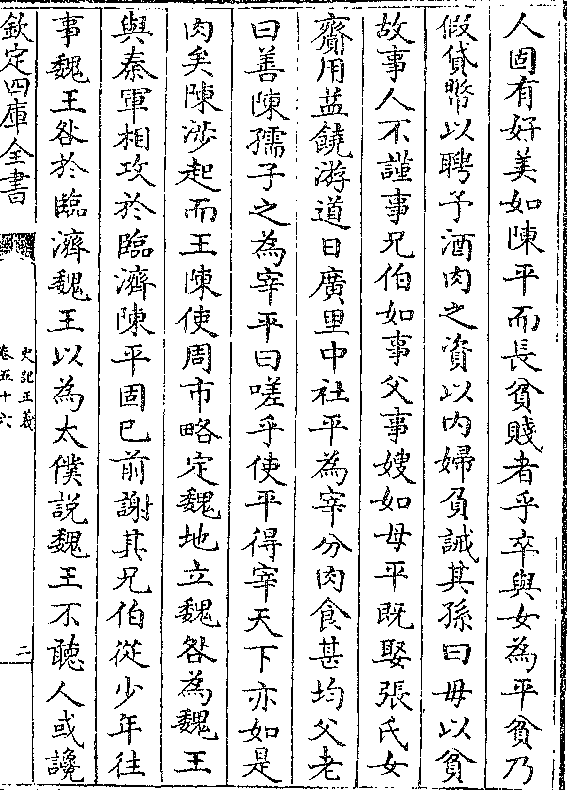 人固有好美如陳平而長貧賤者乎卒與女為平貧乃
假貸幣以聘予酒肉之資以内婦負誡其孫曰毋以貧
故事人不謹事兄伯如事父事嫂如母平既娶張氏女
齎用益饒游道日廣里中社平為宰分肉食甚均父老
曰善陳孺子之為宰平曰嗟乎使平得宰天下亦如是
肉矣陳涉起而王陳使周市略定魏地立魏咎為魏王
與秦軍相攻於臨濟陳平固已前謝其兄伯從少年往
事魏王咎於臨濟魏王以為太僕説魏王不聽人或讒
欽定四庫全書
史記正義
卷五十六
二